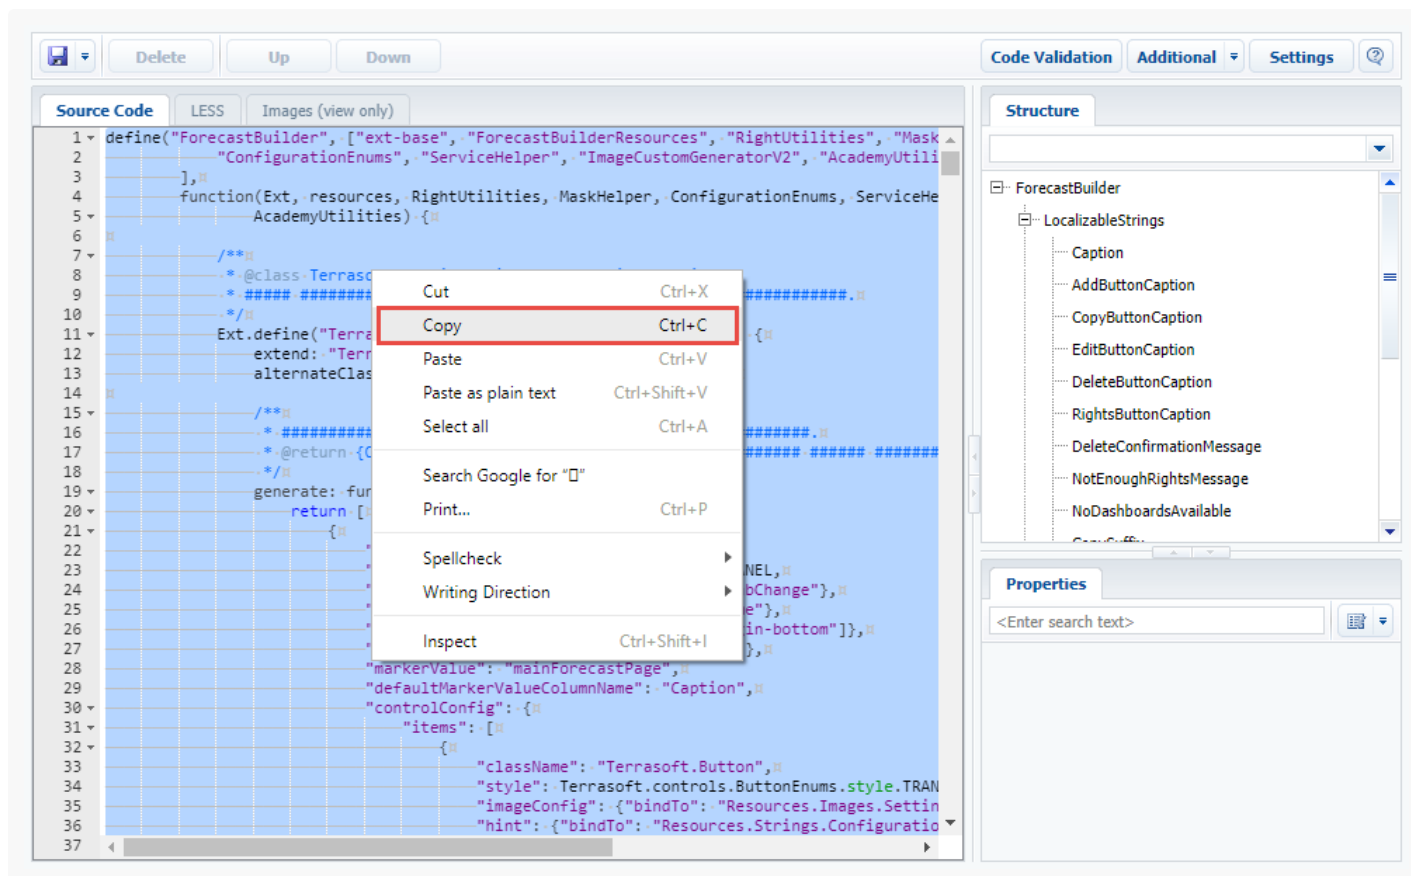 Delete
Up
Down
Code Validation
Additional
Settings
Source Code
LESS
Images (view only)
1 define("ForecastBuilder", ["ext-base", "ForecastBuilderResources", "RightUtilities", "Mask
2 "ConfigurationEnums", "ServiceHelper", "ImageCustomGeneratorV2", "AcademyUtili
3 ],
4 function(Ext, resources, RightUtilities, MaskHelper, ConfigurationEnums, ServiceHe
5 AcademyUtilities) {
6
7 /**
8 * @class Terrasc
9 * ##### ######## ###########.
10 */
11 Ext.define("Terra {
12 extend: "Terr
13 alternateClas
14
15 /**
16 * ########## #######.
17 * @return {C ###### ###### #######
18 */
19 generate: fur
20 return [
21 {
22 "
23 " NEL,
24 " bChange"},
25 " e"},
26 " in-bottom"]},
27 " },
28 "markerValue": "mainForecastPage",
29 "defaultMarkerValueColumnName": "Caption",
30 "controlConfig": {
31 "items": [
32 {
33 "className": "Terrasoft.Button",
34 "style": Terrasoft.controls.ButtonEnums.style.TRAN
35 "imageConfig": {"bindTo": "Resources.Images.Settin
36 "hint": {"bindTo": "Resources.Strings.Configuratio
37
Cut Ctrl+X
Copy Ctrl+C
Paste Ctrl+V
Paste as plain text Ctrl+Shift+V
Select all Ctrl+A
Search Google for "▯"
Print... Ctrl+P
Spellcheck
Writing Direction
Inspect Ctrl+Shift+I
Structure
ForecastBuilder
LocalizableStrings
Caption
AddButtonCaption
CopyButtonCaption
EditButtonCaption
DeleteButtonCaption
RightsButtonCaption
DeleteConfirmationMessage
NotEnoughRightsMessage
NoDashboardsAvailable
Properties
<Enter search text>